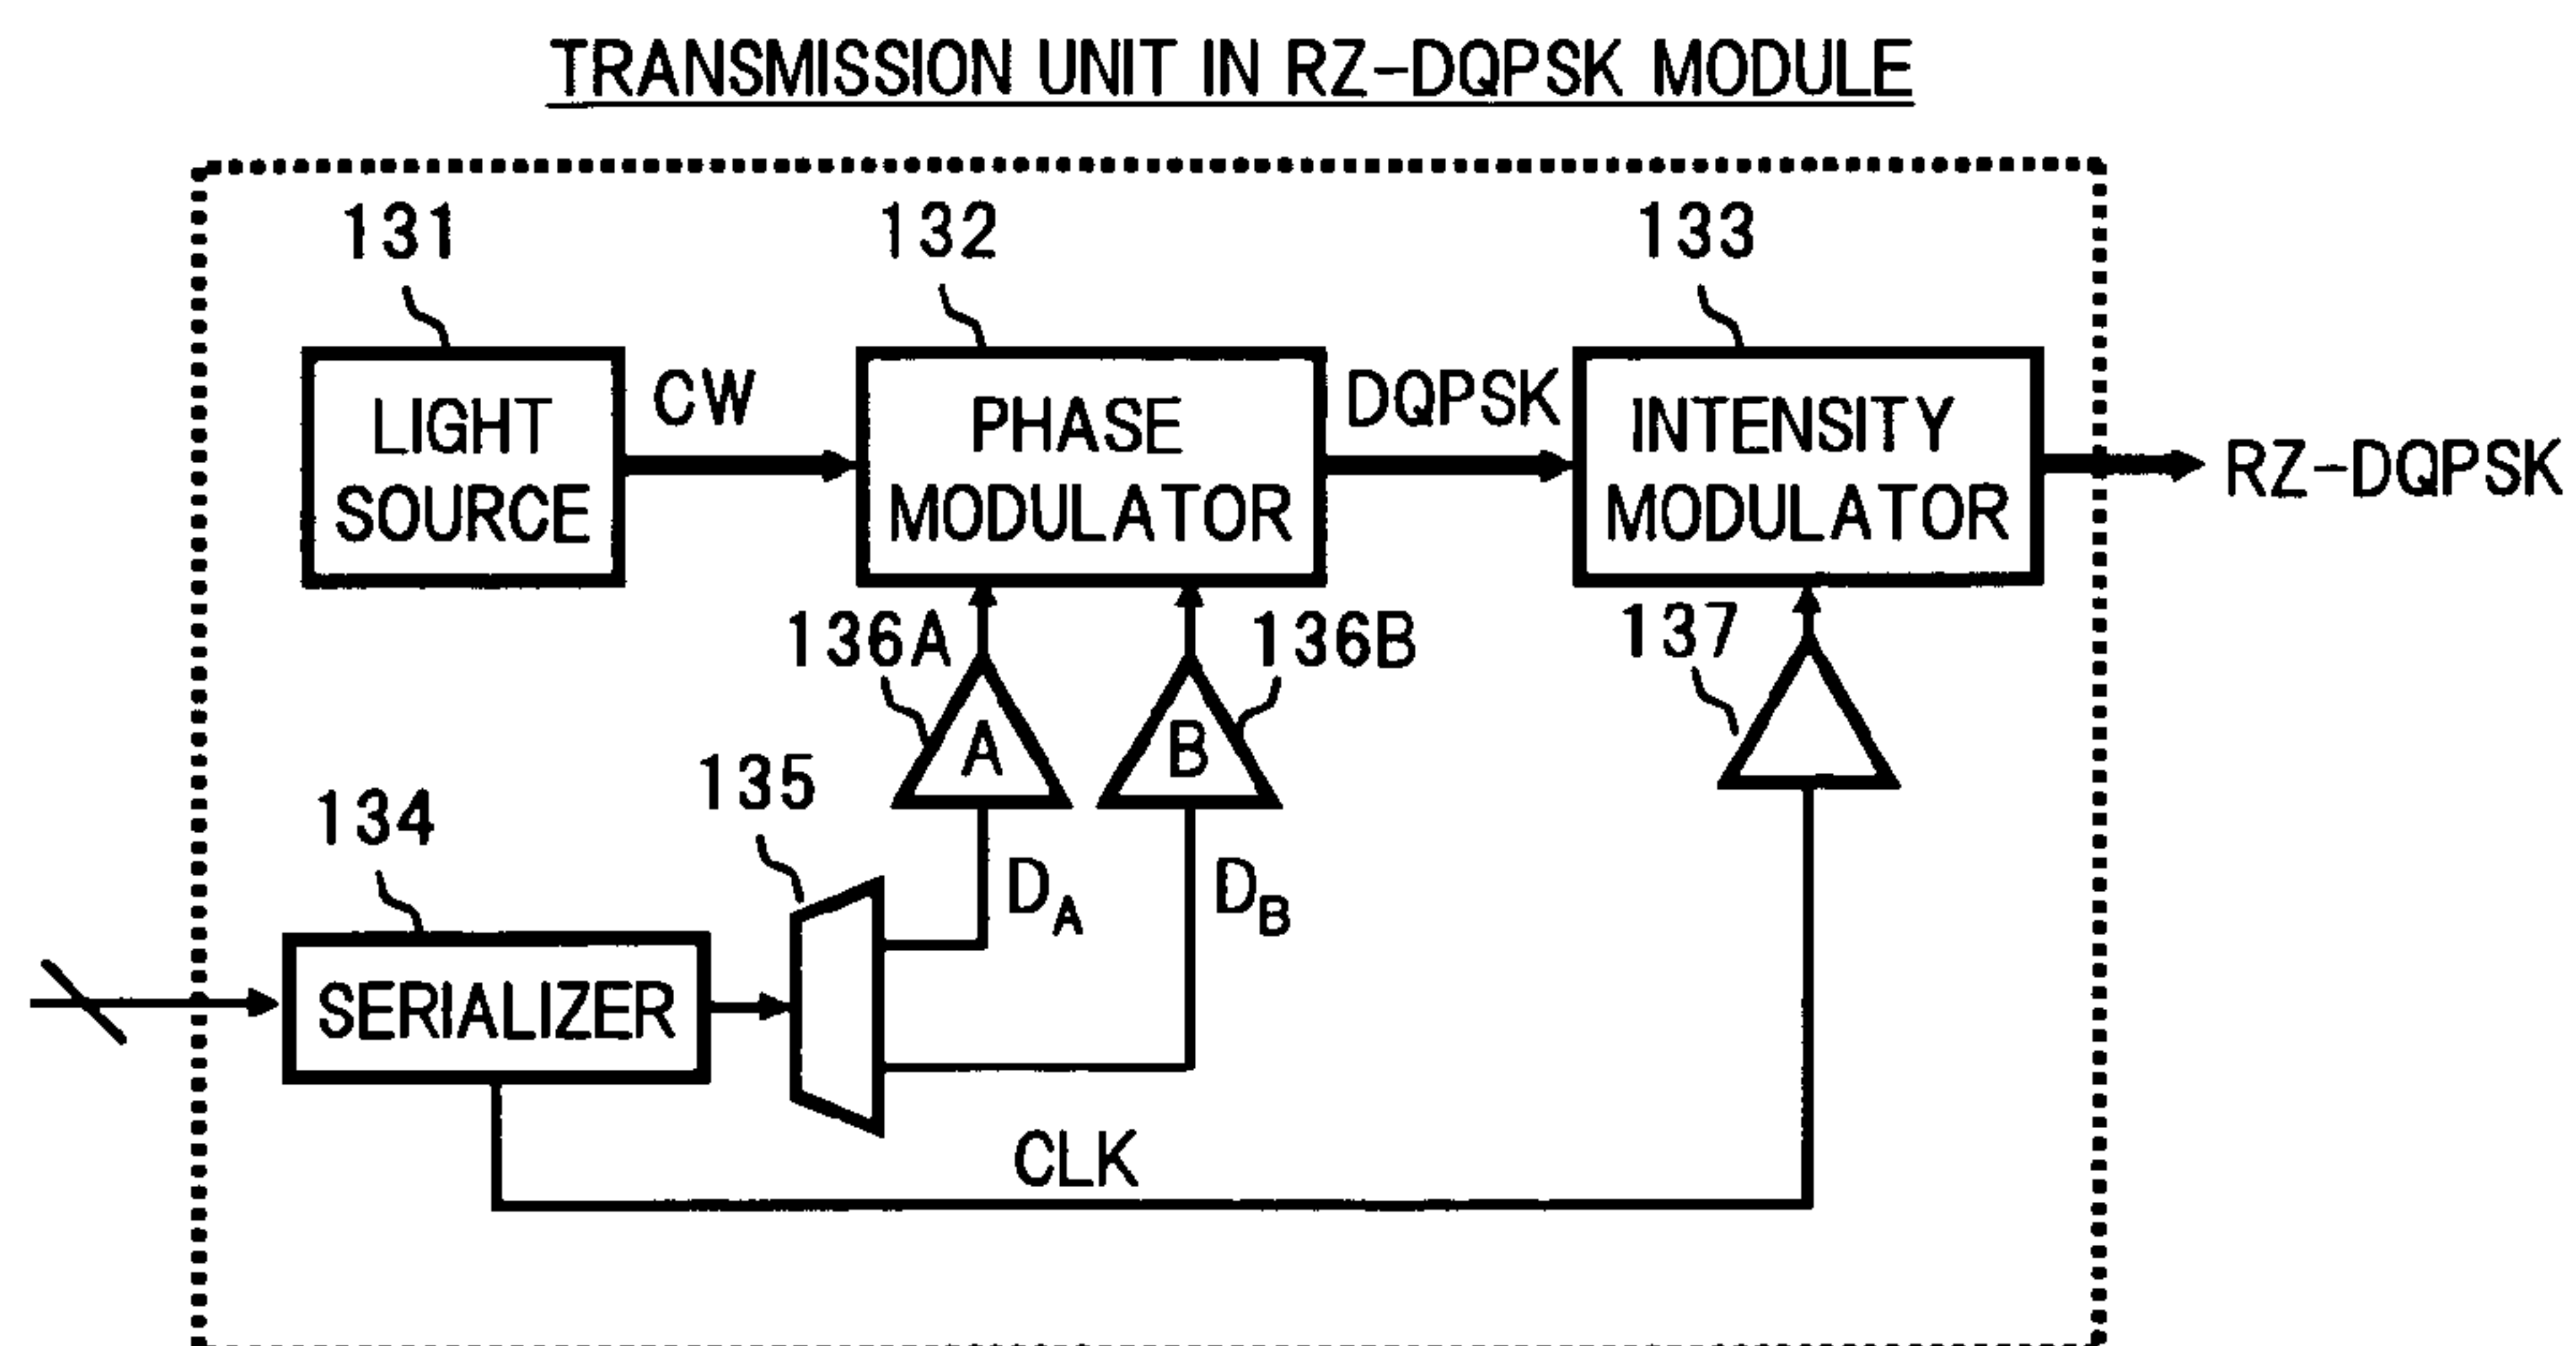 TRANSMISSION UNIT IN RZ-DQPSK MODULE
131
132
133
LIGHT
SOURCE
CW
PHASE
MODULATOR
DQPSK
INTENSITY
MODULATOR
RZ-DQPSK
136A
136B
137
A
B
135
134
DA
DB
SERIALIZER
CLK